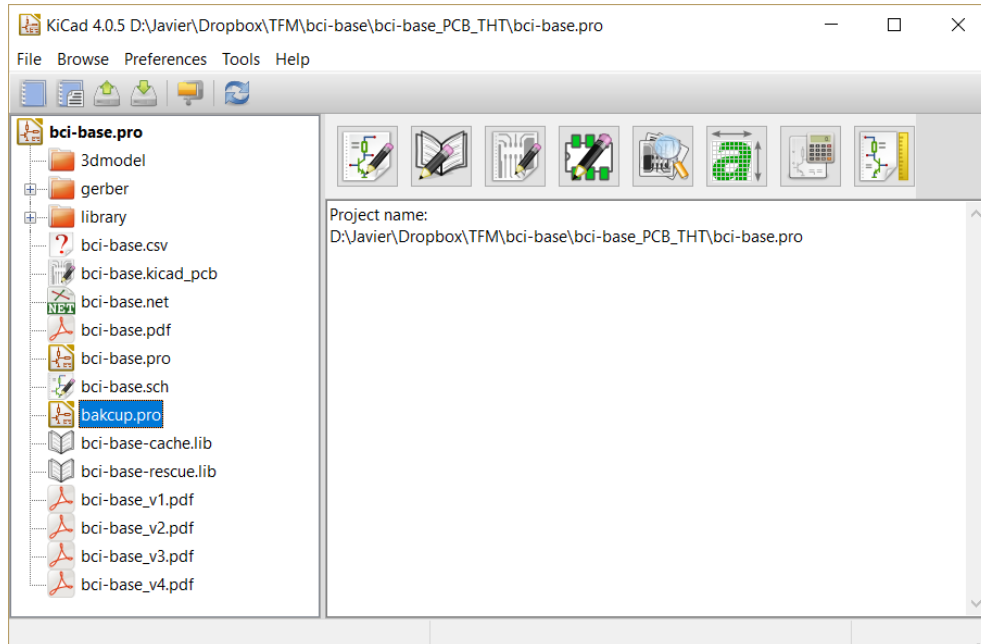 KiCad 4.0.5 D:\Javier\Dropbox\TFM\bci-base\bci-base_PCB_THT\bci-base.pro
File Browse Preferences Tools Help
bci-base.pro
3dmodel
gerber
library
bci-base.csv
bci-base.kicad_pcb
NET bci-base.net
bci-base.pdf
bci-base.pro
bci-base.sch
bakcup.pro
bci-base-cache.lib
bci-base-rescue.lib
bci-base_v1.pdf
bci-base_v2.pdf
bci-base_v3.pdf
bci-base_v4.pdf
a
Project name:
D:\Javier\Dropbox\TFM\bci-base\bci-base_PCB_THT\bci-base.pro